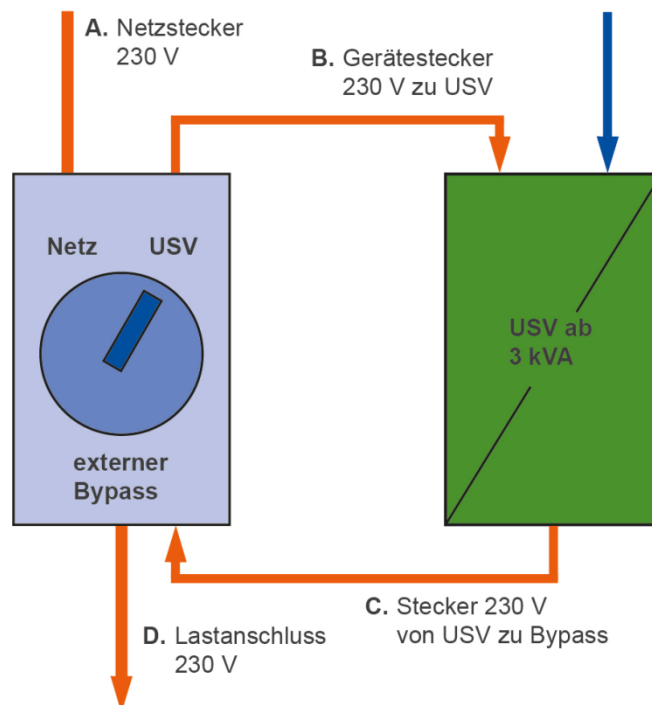 A. Netzstecker
230 V
B. Gerätestecker
230 V zu USV
Netz USV
externer
Bypass
USV ab
3 kVA
C. Stecker 230 V
von USV zu Bypass
D. Lastanschluss
230 V